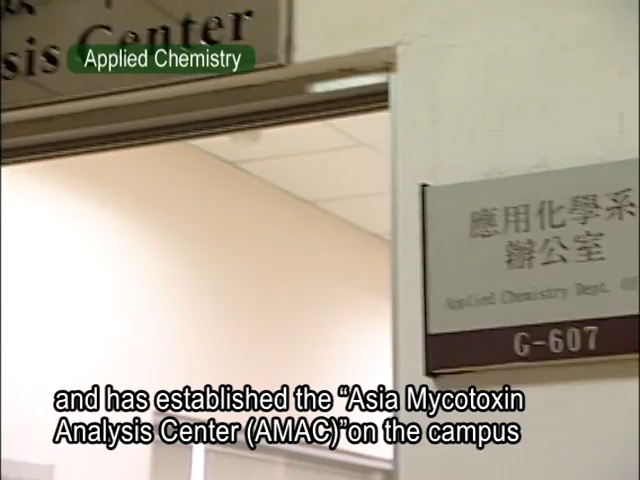 sis Center
Applied Chemistry
應用化學系
辦公室
Applied Chemistry Dept.
G-607
and has established the “Asia Mycotoxin
Analysis Center (AMAC)”on the campus